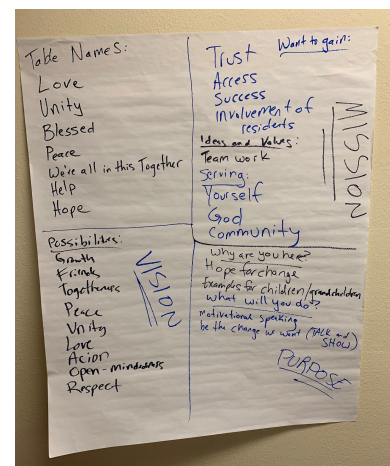 Table Names:
Love
Unity
Blessed
Peace
We're all in this Together
Help
Hope
Want to gain:
Trust
Access
Success
involvement of
residents
Ideas and Values:
Team work
Serving:
Yourself
God
Community
MISSION
Possibilities:
Growth
Friends
Togetherness
Peace
Unity
Love
Acion
Open-mindedness
Respect
VISION
Why are you here?
Hope for change
Examples for children/grandchildren
What will you do?
Motivational speaking -
be the change we want (TALK and
SHOW)
PURPOSE